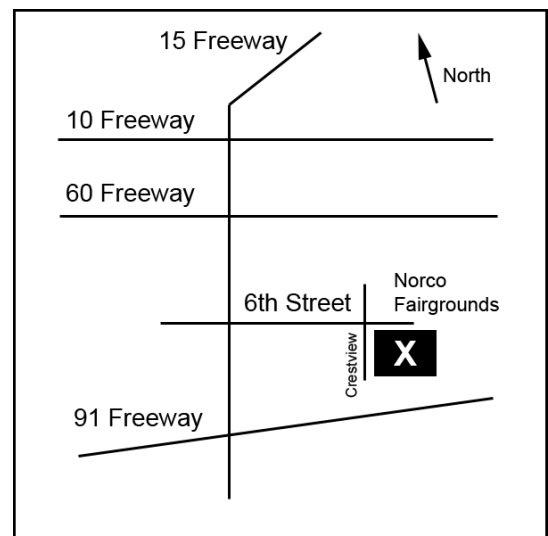 15 Freeway
North
10 Freeway
60 Freeway
Norco
Fairgrounds
6th Street
Crestview
X
91 Freeway